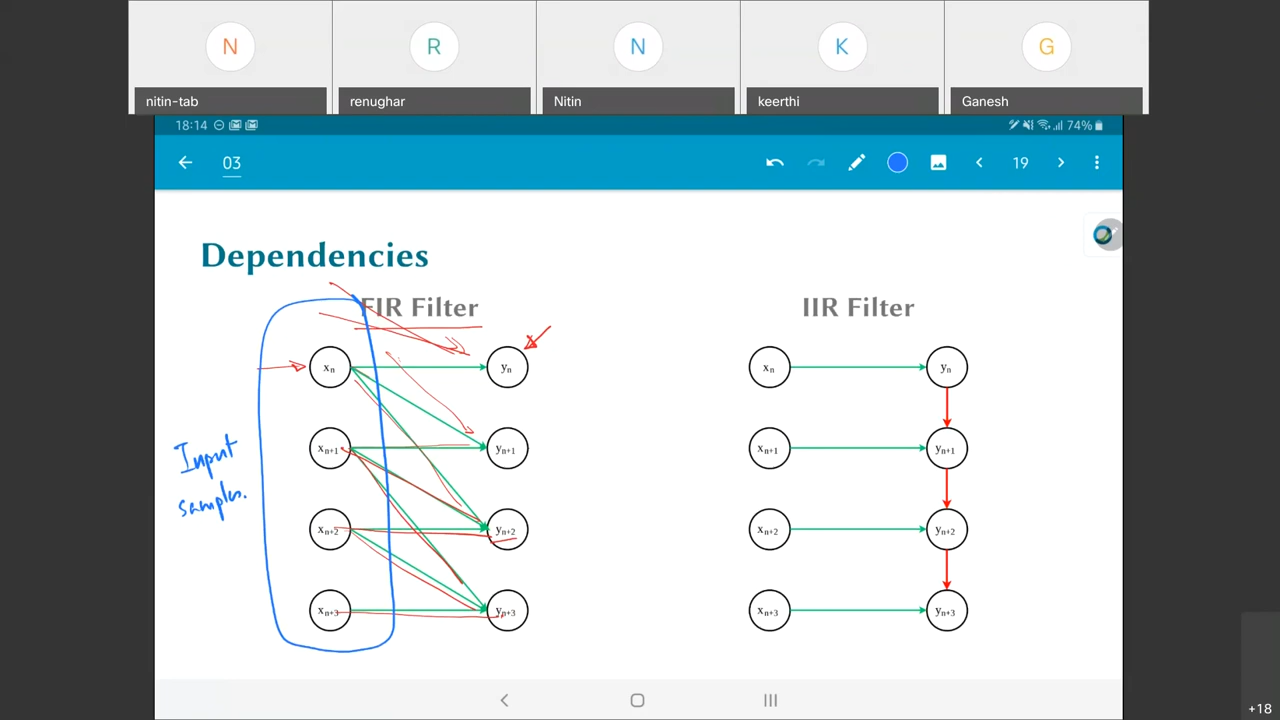 N
R
N
K
G
nitin-tab
renughar
Nitin
keerthi
Ganesh
18:14
74%
03
19
Dependencies
FIR Filter
IIR Filter
xn
yn
xn
yn
xn+1
yn+1
xn+1
yn+1
Input
samples.
xn+2
yn+2
xn+2
yn+2
xn+3
yn+3
xn+3
yn+3
+18